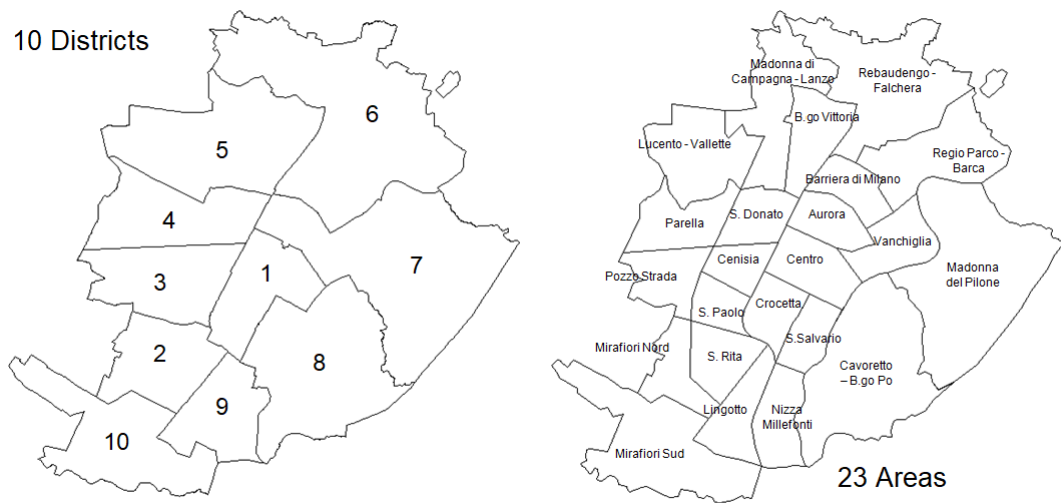 10 Districts
6
5
4
7
3
1
2
8
9
10
Madonna di
Campagna - Lanzo
Rebaudengo -
Falchera
B.go Vittoria
Lucento - Vallette
Regio Parco -
Barca
Barriera di Milano
Parella
S. Donato
Aurora
Vanchiglia
Cenisia
Centro
Madonna
del Pilone
Pozzo Strada
S. Paolo
Crocetta
S.Salvario
Mirafiori Nord
S. Rita
Cavoretto
– B.go Po
Lingotto
Nizza
Millefonti
Mirafiori Sud
23 Areas